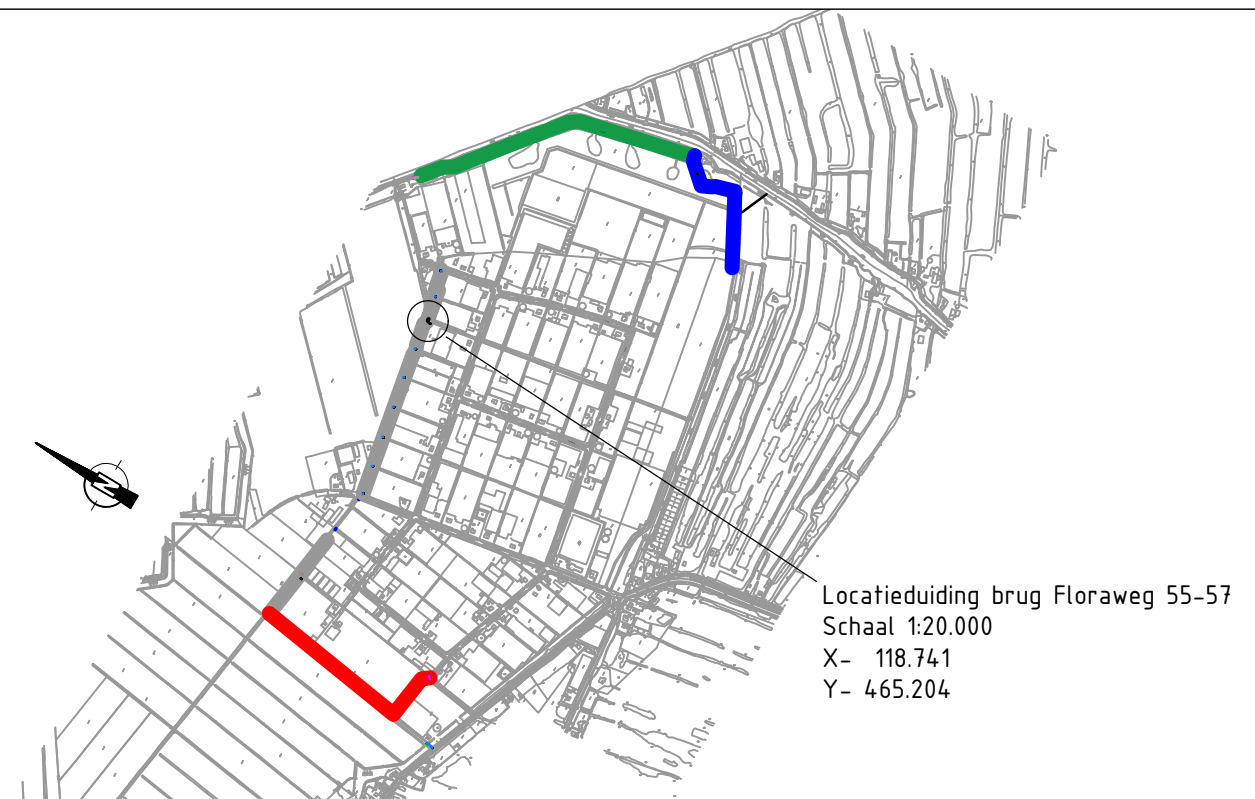 N
Locatieduiding brug Floraweg 55-57
Schaal 1:20.000
X- 118.741
Y- 465.204